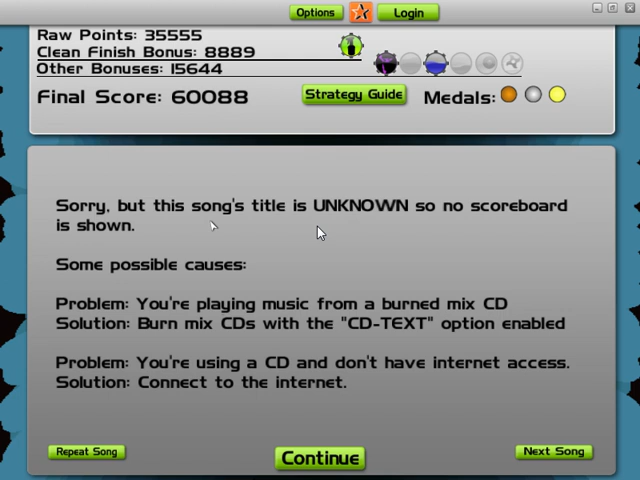 Options
Login
Raw Points: 35555
Clean Finish Bonus: 8889
Other Bonuses: 15644
Final Score: 60088
Strategy Guide
Medals:
Sorry, but this song's title is UNKNOWN so no scoreboard
is shown.
Some possible causes:
Problem: You're playing music from a burned mix CD
Solution: Burn mix CDs with the "CD-TEXT" option enabled
Problem: You're using a CD and don't have internet access.
Solution: Connect to the internet.
Repeat Song
Continue
Next Song